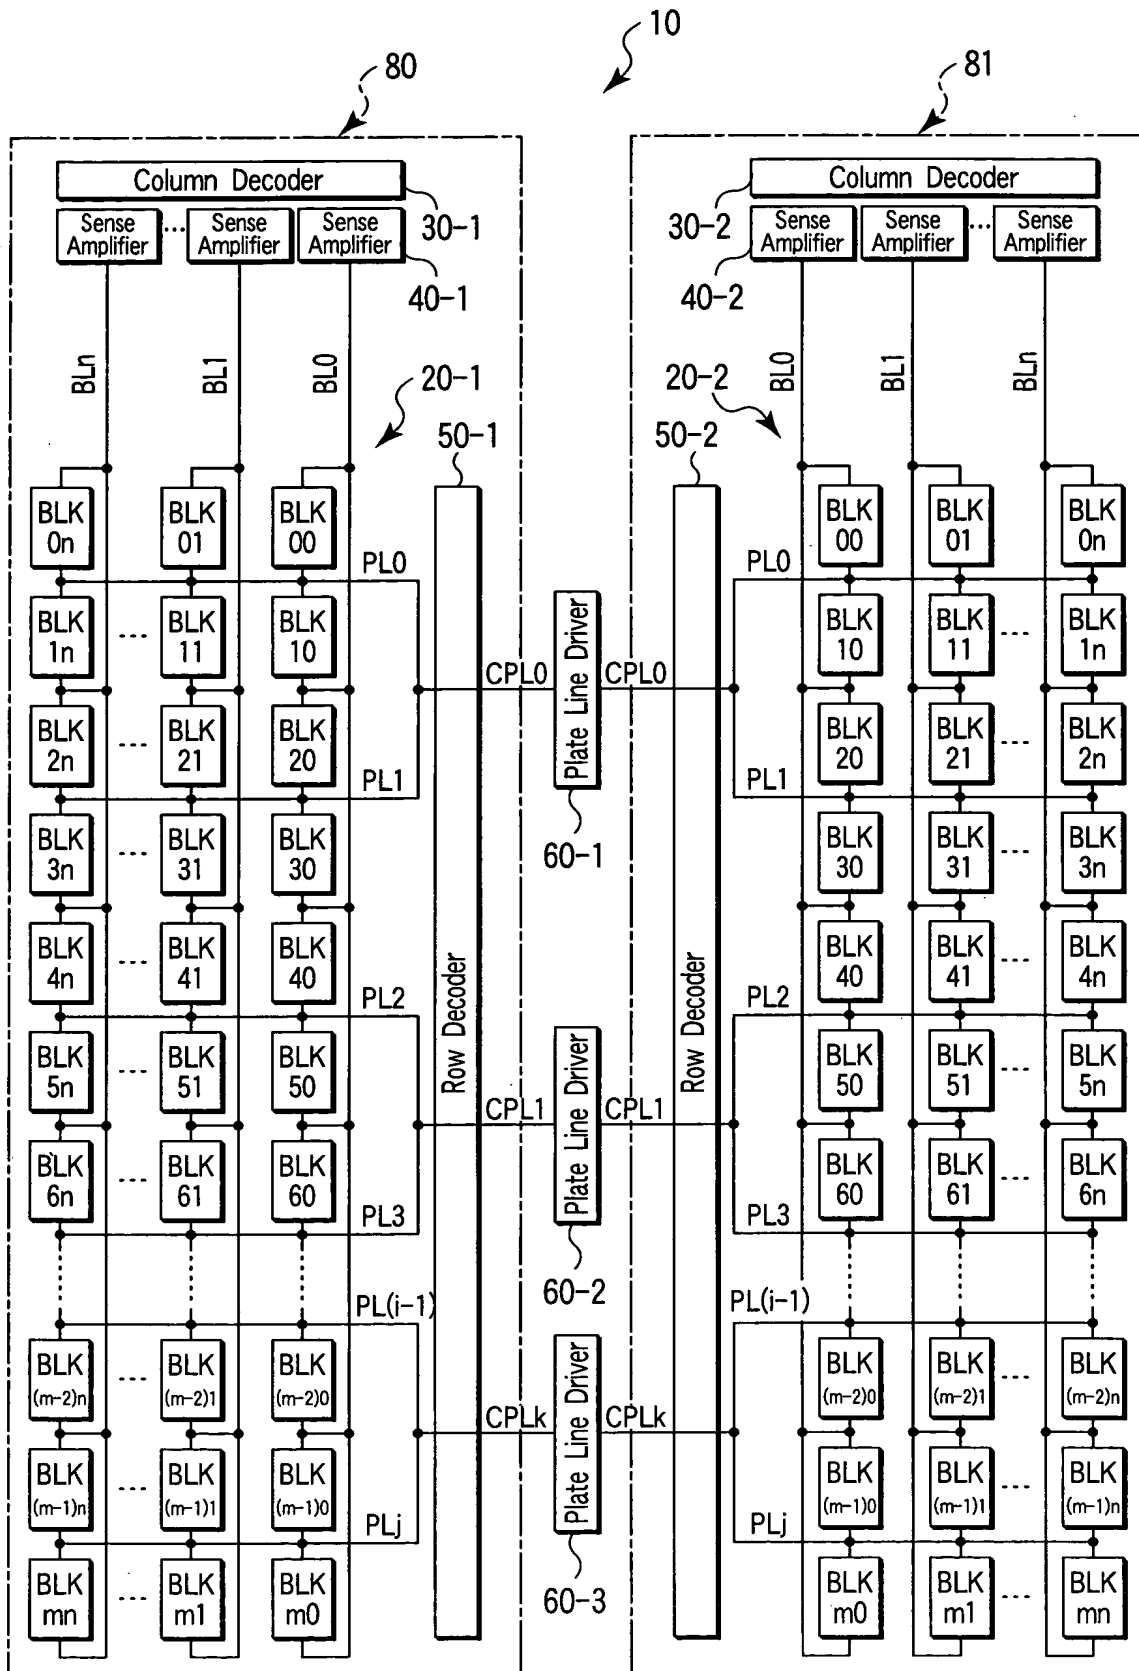 10
80
81
Column Decoder
Column Decoder
30-1
30-2
Sense Amplifier
...
Sense Amplifier
Sense Amplifier
Sense Amplifier
Sense Amplifier
...
Sense Amplifier
40-1
40-2
BLn
BL1
BL0
20-1
50-1
BL0
BL1
BLn
20-2
50-2
BLK 0n
BLK 01
BLK 00
BLK 00
BLK 01
BLK 0n
PL0
PL0
BLK 1n
...
BLK 11
BLK 10
BLK 10
BLK 11
...
BLK 1n
CPL0
Plate Line Driver
CPL0
60-1
BLK 2n
...
BLK 21
BLK 20
BLK 20
BLK 21
...
BLK 2n
PL1
PL1
BLK 3n
...
BLK 31
BLK 30
BLK 30
BLK 31
...
BLK 3n
BLK 4n
...
BLK 41
BLK 40
BLK 40
BLK 41
...
BLK 4n
Row Decoder
Row Decoder
PL2
PL2
BLK 5n
...
BLK 51
BLK 50
BLK 50
BLK 51
...
BLK 5n
CPL1
Plate Line Driver
CPL1
60-2
BLK 6n
...
BLK 61
BLK 60
BLK 60
BLK 61
...
BLK 6n
PL3
PL3
PL(i-1)
PL(i-1)
BLK (m-2)n
...
BLK (m-2)1
BLK (m-2)0
BLK (m-2)0
BLK (m-2)1
...
BLK (m-2)n
CPLk
Plate Line Driver
CPLk
60-3
BLK (m-1)n
...
BLK (m-1)1
BLK (m-1)0
BLK (m-1)0
BLK (m-1)1
...
BLK (m-1)n
PLj
PLj
BLK mn
...
BLK m1
BLK m0
BLK m0
BLK m1
...
BLK mn